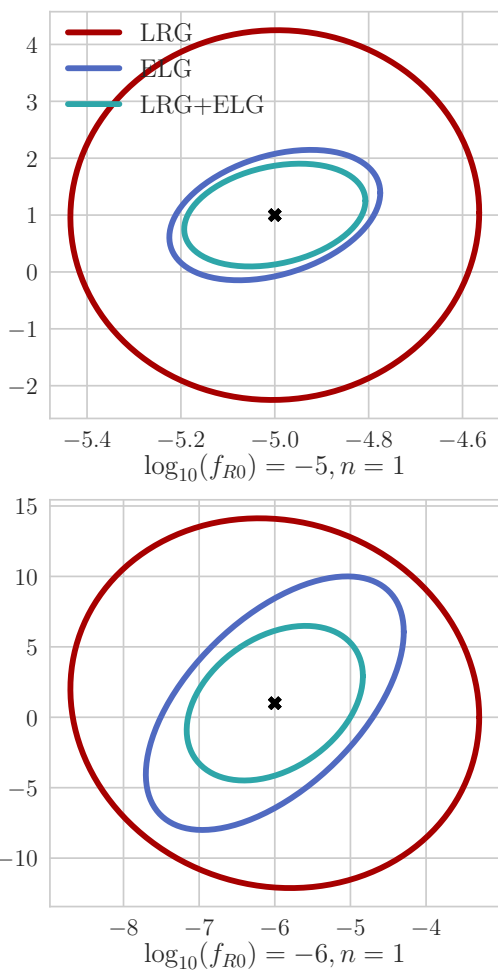 4
LRG
ELG
3
LRG+ELG
2
1
0
−1
−2
−5.4 −5.2 −5.0 −4.8 −4.6
log₁₀(f_R0) = −5, n = 1
15
10
5
0
−5
−10
−8 −7 −6 −5 −4
log₁₀(f_R0) = −6, n = 1